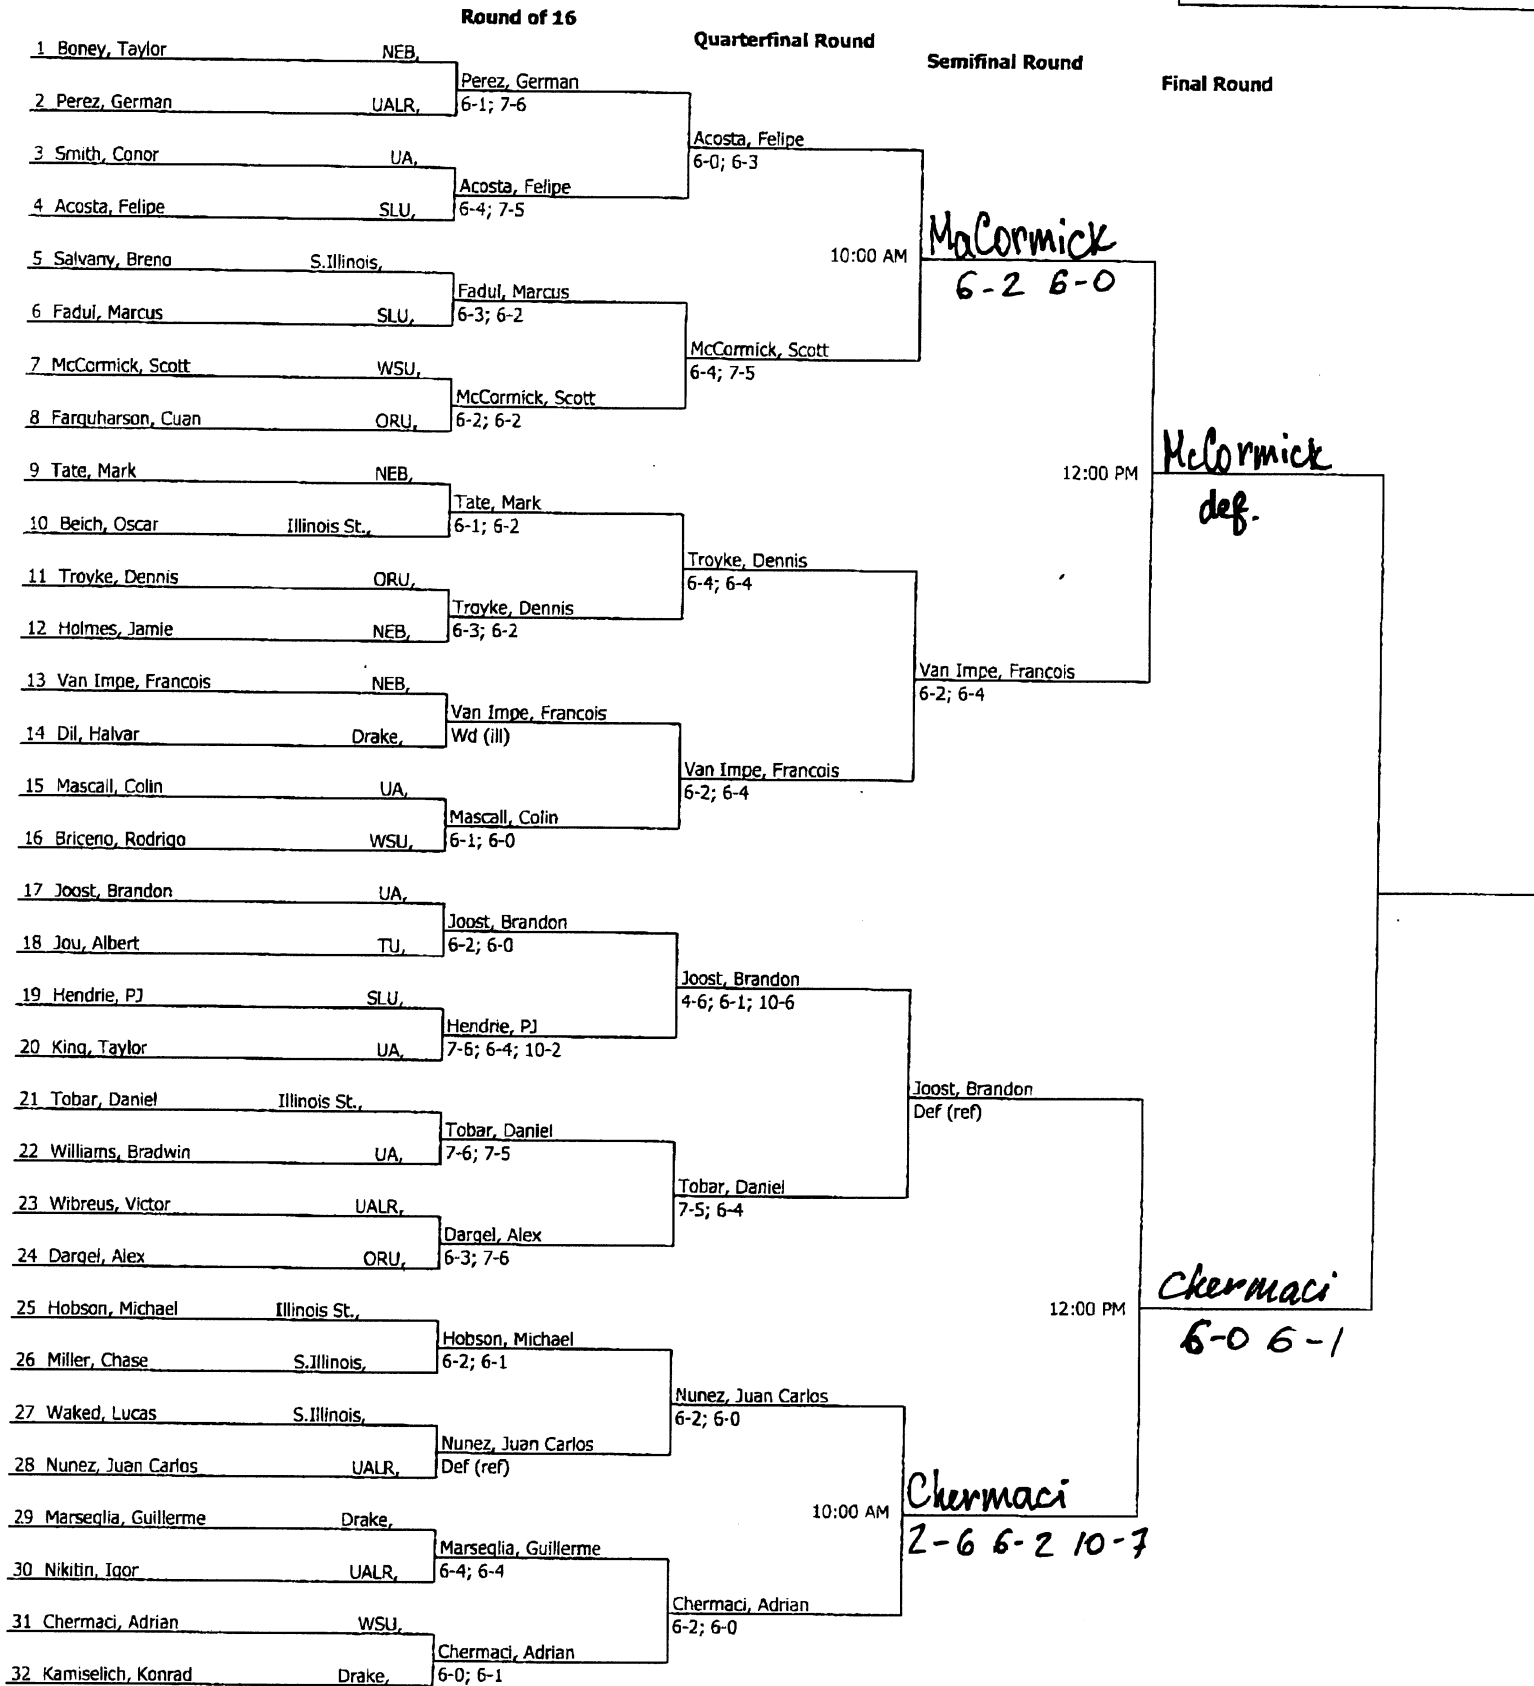 Round of 16
Quarterfinal Round
Semifinal Round
Final Round
1 Boney, Taylor NEB,
Perez, German
6-1; 7-6
2 Perez, German UALR,
Acosta, Felipe
6-0; 6-3
3 Smith, Conor UA,
Acosta, Felipe
6-4; 7-5
4 Acosta, Felipe SLU,
10:00 AM
MaCormick
6-2 6-0
5 Salvany, Breno S.Illinois,
Fadul, Marcus
6-3; 6-2
6 Fadul, Marcus SLU,
McCormick, Scott
6-4; 7-5
7 McCormick, Scott WSU,
McCormick, Scott
6-2; 6-2
8 Farquharson, Cuan ORU,
12:00 PM
McCormick
def.
9 Tate, Mark NEB,
Tate, Mark
6-1; 6-2
10 Beich, Oscar Illinois St.,
Troyke, Dennis
6-4; 6-4
11 Troyke, Dennis ORU,
Troyke, Dennis
6-3; 6-2
12 Holmes, Jamie NEB,
Van Impe, Francois
6-2; 6-4
13 Van Impe, Francois NEB,
Van Impe, Francois
Wd (ill)
14 Dil, Halvar Drake,
Van Impe, Francois
6-2; 6-4
15 Mascall, Colin UA,
Mascall, Colin
6-1; 6-0
16 Briceno, Rodrigo WSU,
17 Joost, Brandon UA,
Joost, Brandon
6-2; 6-0
18 Jou, Albert TU,
Joost, Brandon
4-6; 6-1; 10-6
19 Hendrie, PJ SLU,
Hendrie, PJ
7-6; 6-4; 10-2
20 King, Taylor UA,
Joost, Brandon
Def (ref)
21 Tobar, Daniel Illinois St.,
Tobar, Daniel
7-6; 7-5
22 Williams, Bradwin UA,
Tobar, Daniel
7-5; 6-4
23 Wibreus, Victor UALR,
Dargel, Alex
6-3; 7-6
24 Dargel, Alex ORU,
12:00 PM
Chermaci
6-0 6-1
25 Hobson, Michael Illinois St.,
Hobson, Michael
6-2; 6-1
26 Miller, Chase S.Illinois,
Nunez, Juan Carlos
6-2; 6-0
27 Waked, Lucas S.Illinois,
Nunez, Juan Carlos
Def (ref)
28 Nunez, Juan Carlos UALR,
10:00 AM
Chermaci
2-6 6-2 10-7
29 Marseglia, Guillerme Drake,
Marseglia, Guillerme
6-4; 6-4
30 Nikitin, Igor UALR,
Chermaci, Adrian
6-2; 6-0
31 Chermaci, Adrian WSU,
Chermaci, Adrian
6-0; 6-1
32 Kamiselich, Konrad Drake,